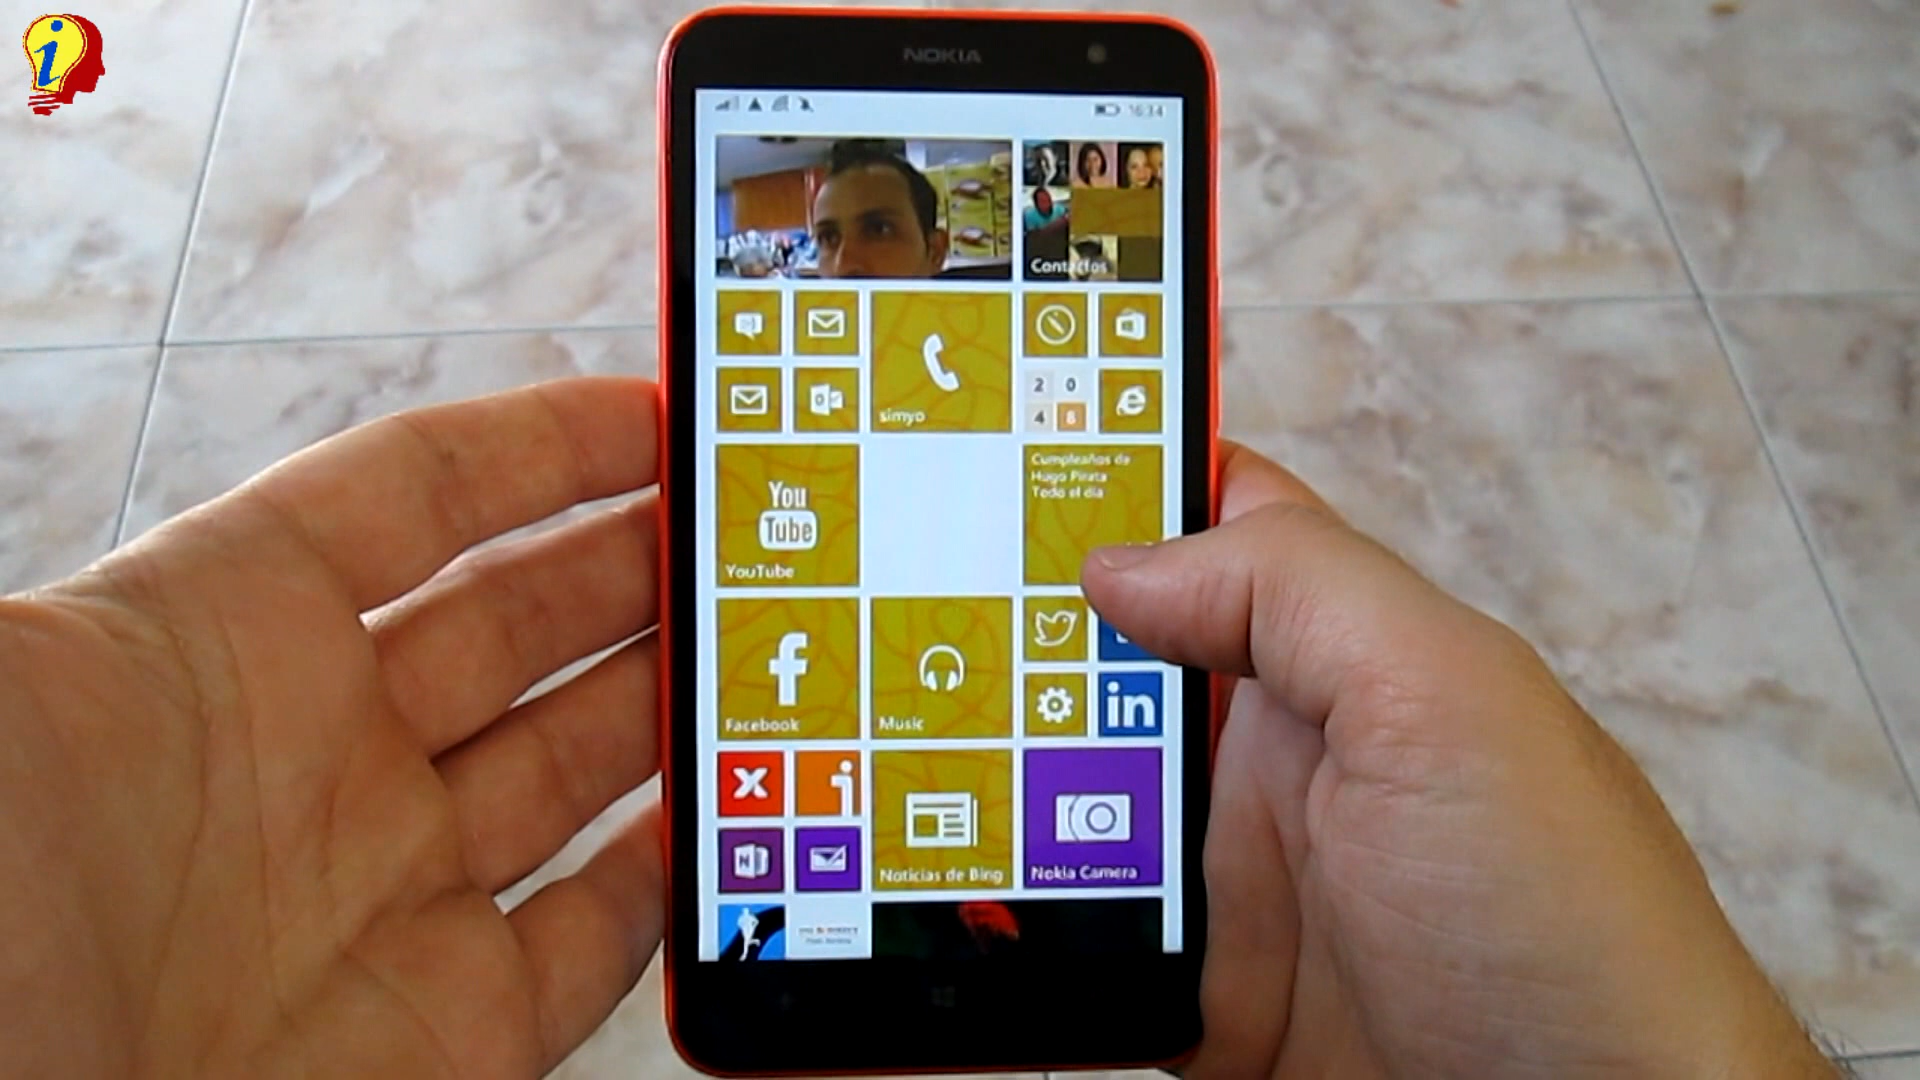 NOKIA
16:34
Contactos
simyo
2 0
4 8
Cumpleaños de
Hugo Pirata
Todo el día
You
Tube
YouTube
Facebook
Music
in
Noticias de Bing
Nokia Camera